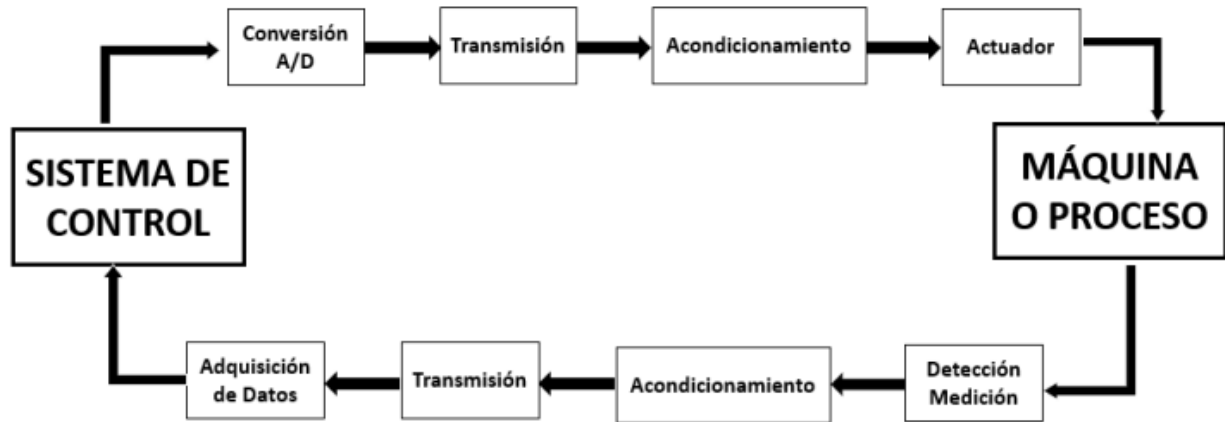 Conversión
A/D
Transmisión
Acondicionamiento
Actuador
SISTEMA DE
CONTROL
MÁQUINA
O PROCESO
Adquisición
de Datos
Transmisión
Acondicionamiento
Detección
Medición